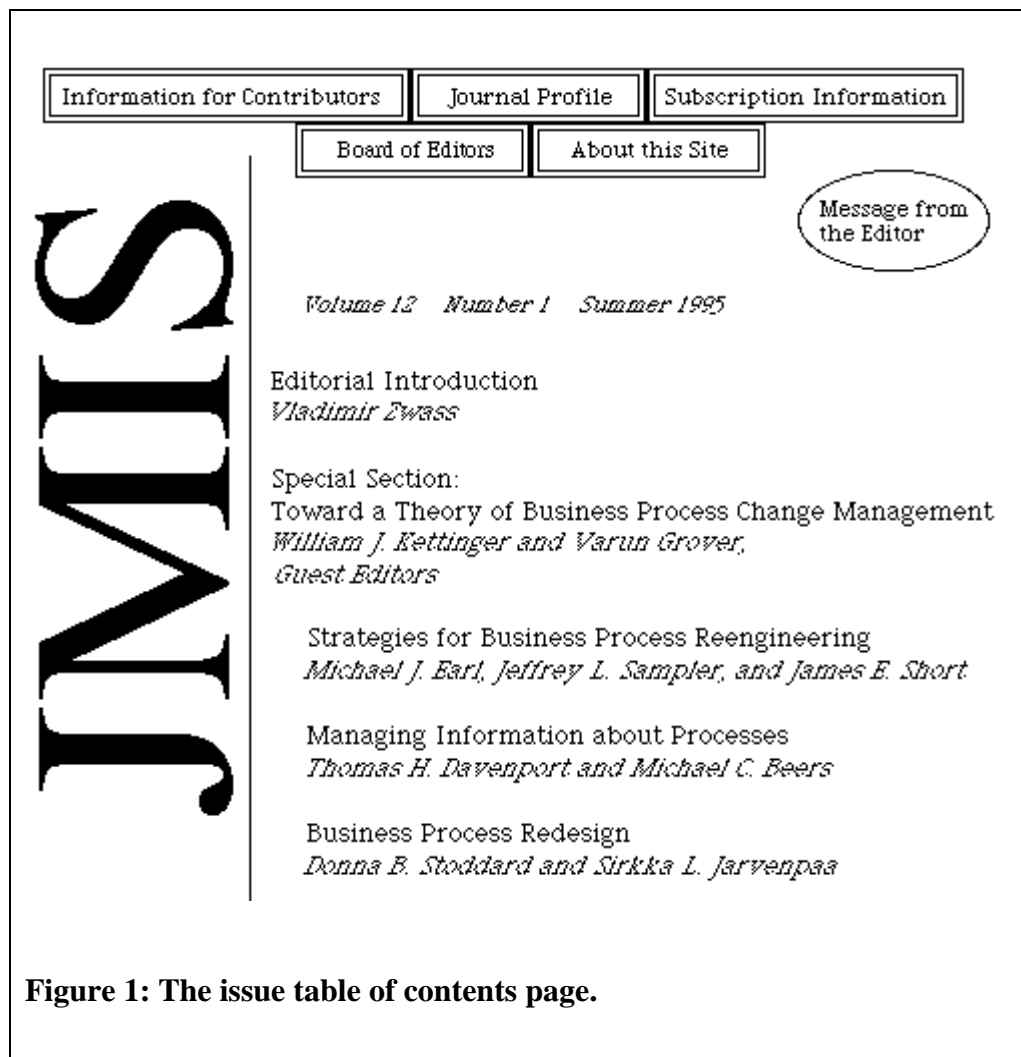 Information for Contributors
Journal Profile
Subscription Information
Board of Editors
About this Site
Message from
the Editor
JMIS
Volume 12 Number 1 Summer 1995
Editorial Introduction
Vladimir Zwass
Special Section:
Toward a Theory of Business Process Change Management
William J. Kettinger and Varun Grover,
Guest Editors
Strategies for Business Process Reengineering
Michael J. Earl, Jeffrey L. Sampler, and James E. Short
Managing Information about Processes
Thomas H. Davenport and Michael C. Beers
Business Process Redesign
Donna B. Stoddard and Sirkka L. Jarvenpaa
Figure 1: The issue table of contents page.